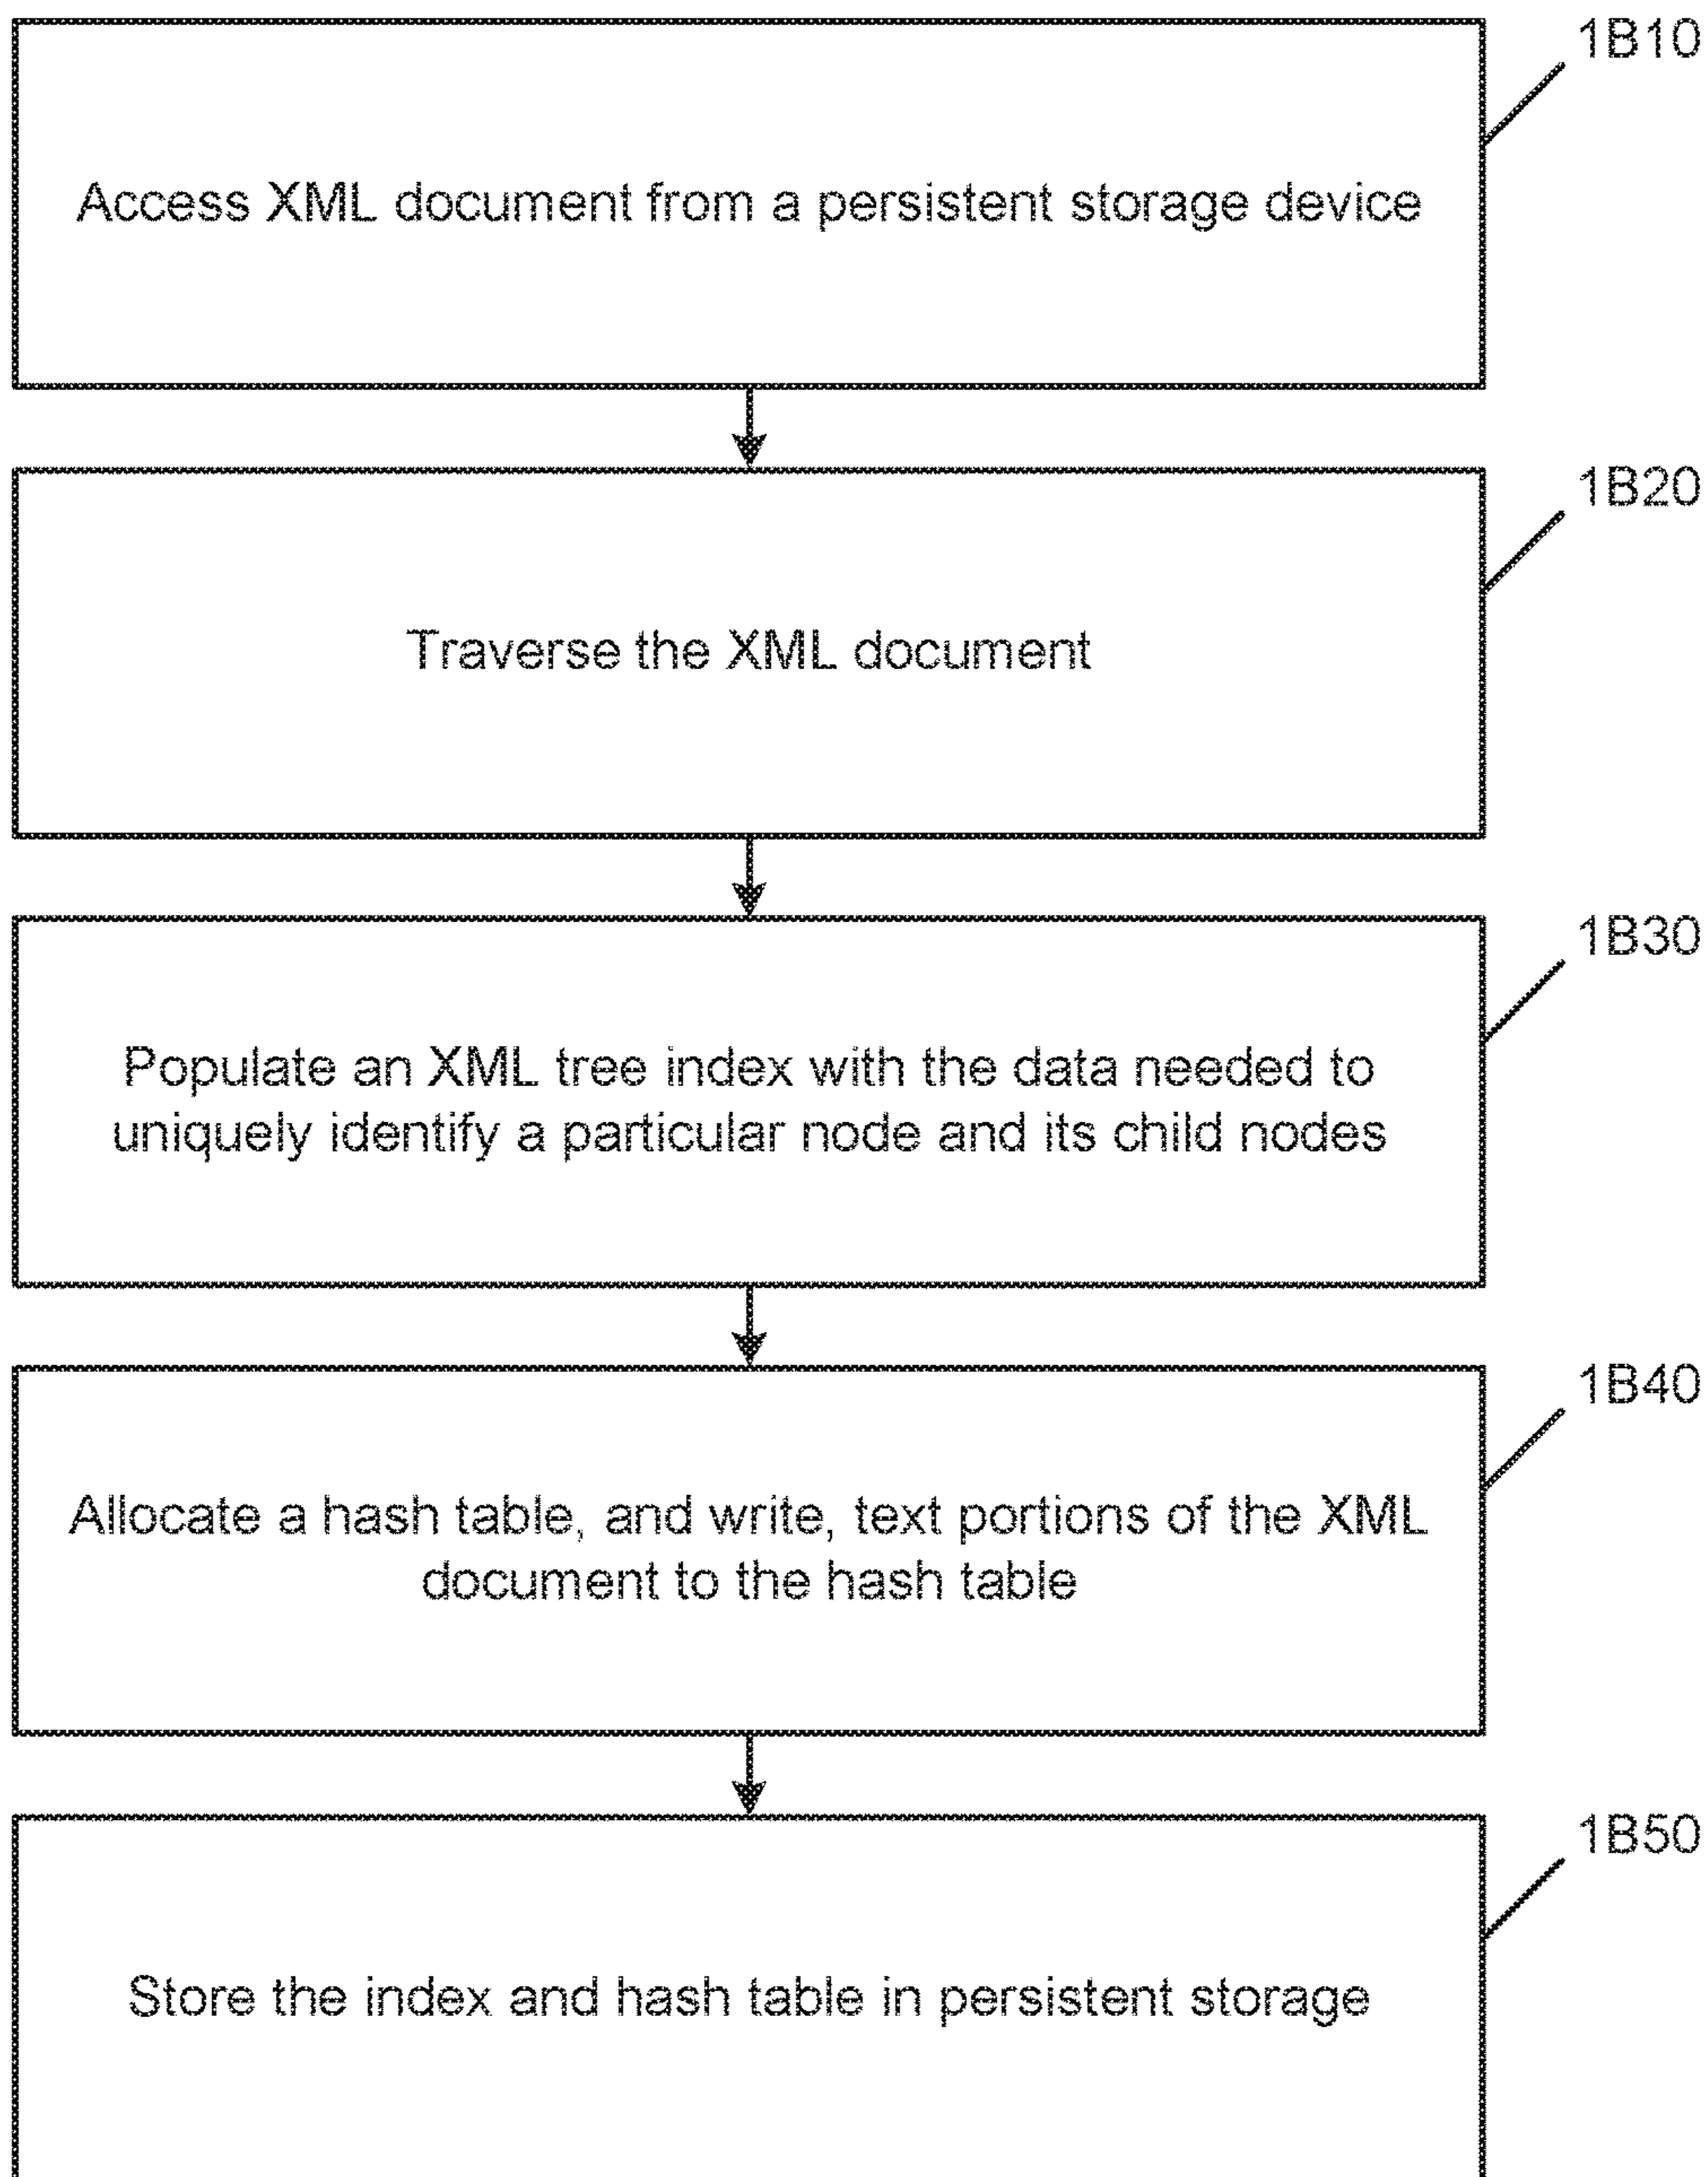 1B10
Access XML document from a persistent storage device
1B20
Traverse the XML document
1B30
Populate an XML tree index with the data needed to
uniquely identify a particular node and its child nodes
1B40
Allocate a hash table, and write, text portions of the XML
document to the hash table
1B50
Store the index and hash table in persistent storage